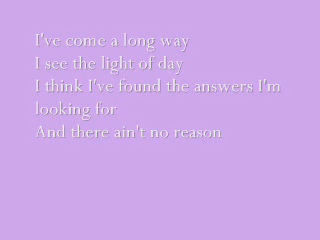 I've come a long way
I see the light of day
I think I've found the answers I'm
looking for
And there ain't no reason